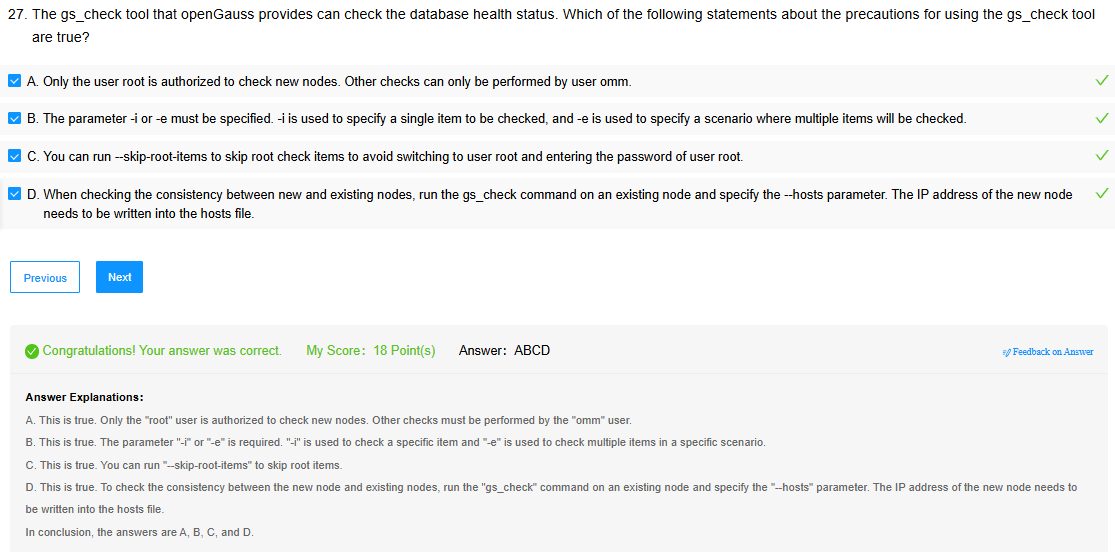 27. The gs_check tool that openGauss provides can check the database health status. Which of the following statements about the precautions for using the gs_check tool
are true?
A. Only the user root is authorized to check new nodes. Other checks can only be performed by user omm.
B. The parameter -i or -e must be specified. -i is used to specify a single item to be checked, and -e is used to specify a scenario where multiple items will be checked.
C. You can run --skip-root-items to skip root check items to avoid switching to user root and entering the password of user root.
D. When checking the consistency between new and existing nodes, run the gs_check command on an existing node and specify the --hosts parameter. The IP address of the new node
needs to be written into the hosts file.
Previous Next
Congratulations! Your answer was correct. My Score: 18 Point(s) Answer: ABCD Feedback on Answer
Answer Explanations:
A. This is true. Only the "root" user is authorized to check new nodes. Other checks must be performed by the "omm" user.
B. This is true. The parameter "-i" or "-e" is required. "-i" is used to check a specific item and "-e" is used to check multiple items in a specific scenario.
C. This is true. You can run "--skip-root-items" to skip root items.
D. This is true. To check the consistency between the new node and existing nodes, run the "gs_check" command on an existing node and specify the "--hosts" parameter. The IP address of the new node needs to
be written into the hosts file.
In conclusion, the answers are A, B, C, and D.